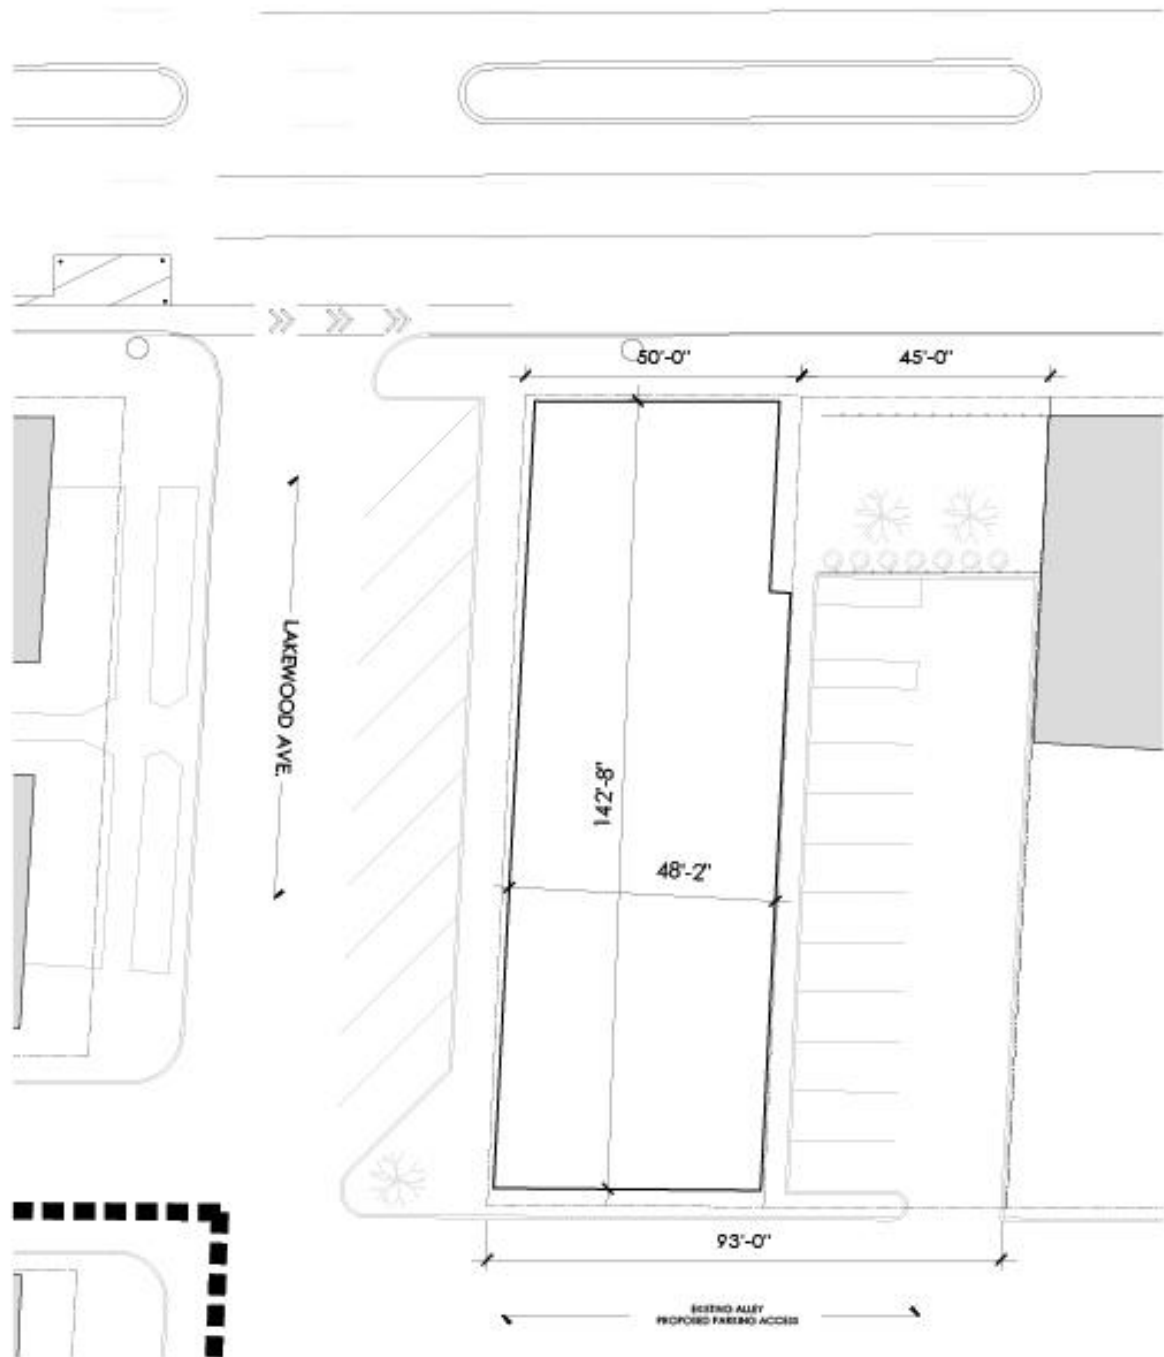 50'-0"
45'-0"
LAKEWOOD AVE.
142'-8"
48'-2"
93'-0"
EXISTING ALLEY
PROPOSED PARKING ACCESS